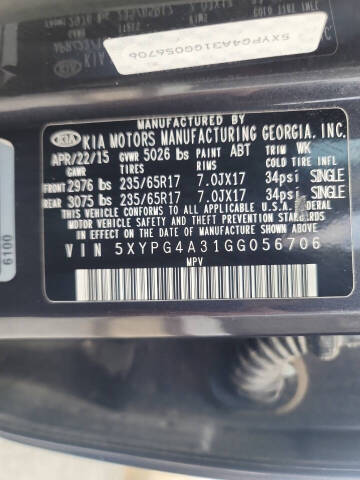 5XYPG4A31GG056706
MANUFACTURED BY
KIA KIA MOTORS MANUFACTURING GEORGIA, INC.
APR/22/15 GVWR 5026 lbs PAINT ABT TRIM WK
GAWR TIRES RIMS COLD TIRE INFLATION
FRONT 2976 lbs 235/65R17 7.0JX17 34psi SINGLE
REAR 3075 lbs 235/65R17 7.0JX17 34psi SINGLE
THIS VEHICLE CONFORMS TO ALL APPLICABLE U.S.A. FEDERAL
MOTOR VEHICLE SAFETY, BUMPER, AND THEFT PREVENTION STANDARDS
IN EFFECT ON THE DATE OF MANUFACTURE SHOWN ABOVE.
VIN 5XYPG4A31GG056706
MPV
6100